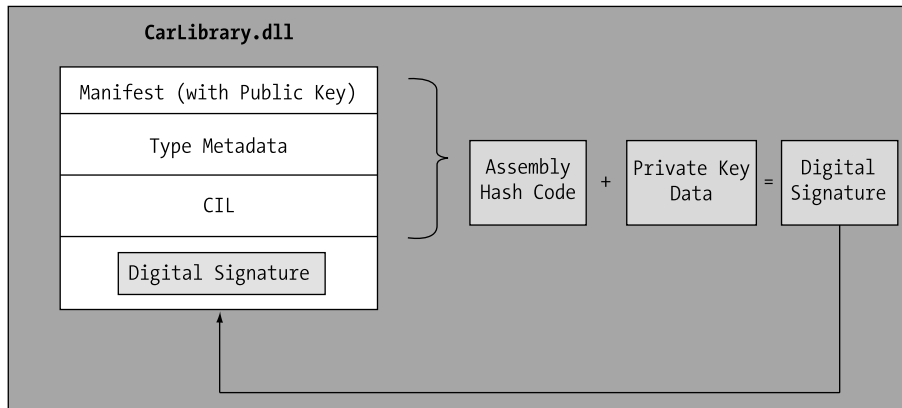 CarLibrary.dll
Manifest (with Public Key)
Type Metadata
CIL
Digital Signature
Assembly
Hash Code
+
Private Key
Data
=
Digital
Signature